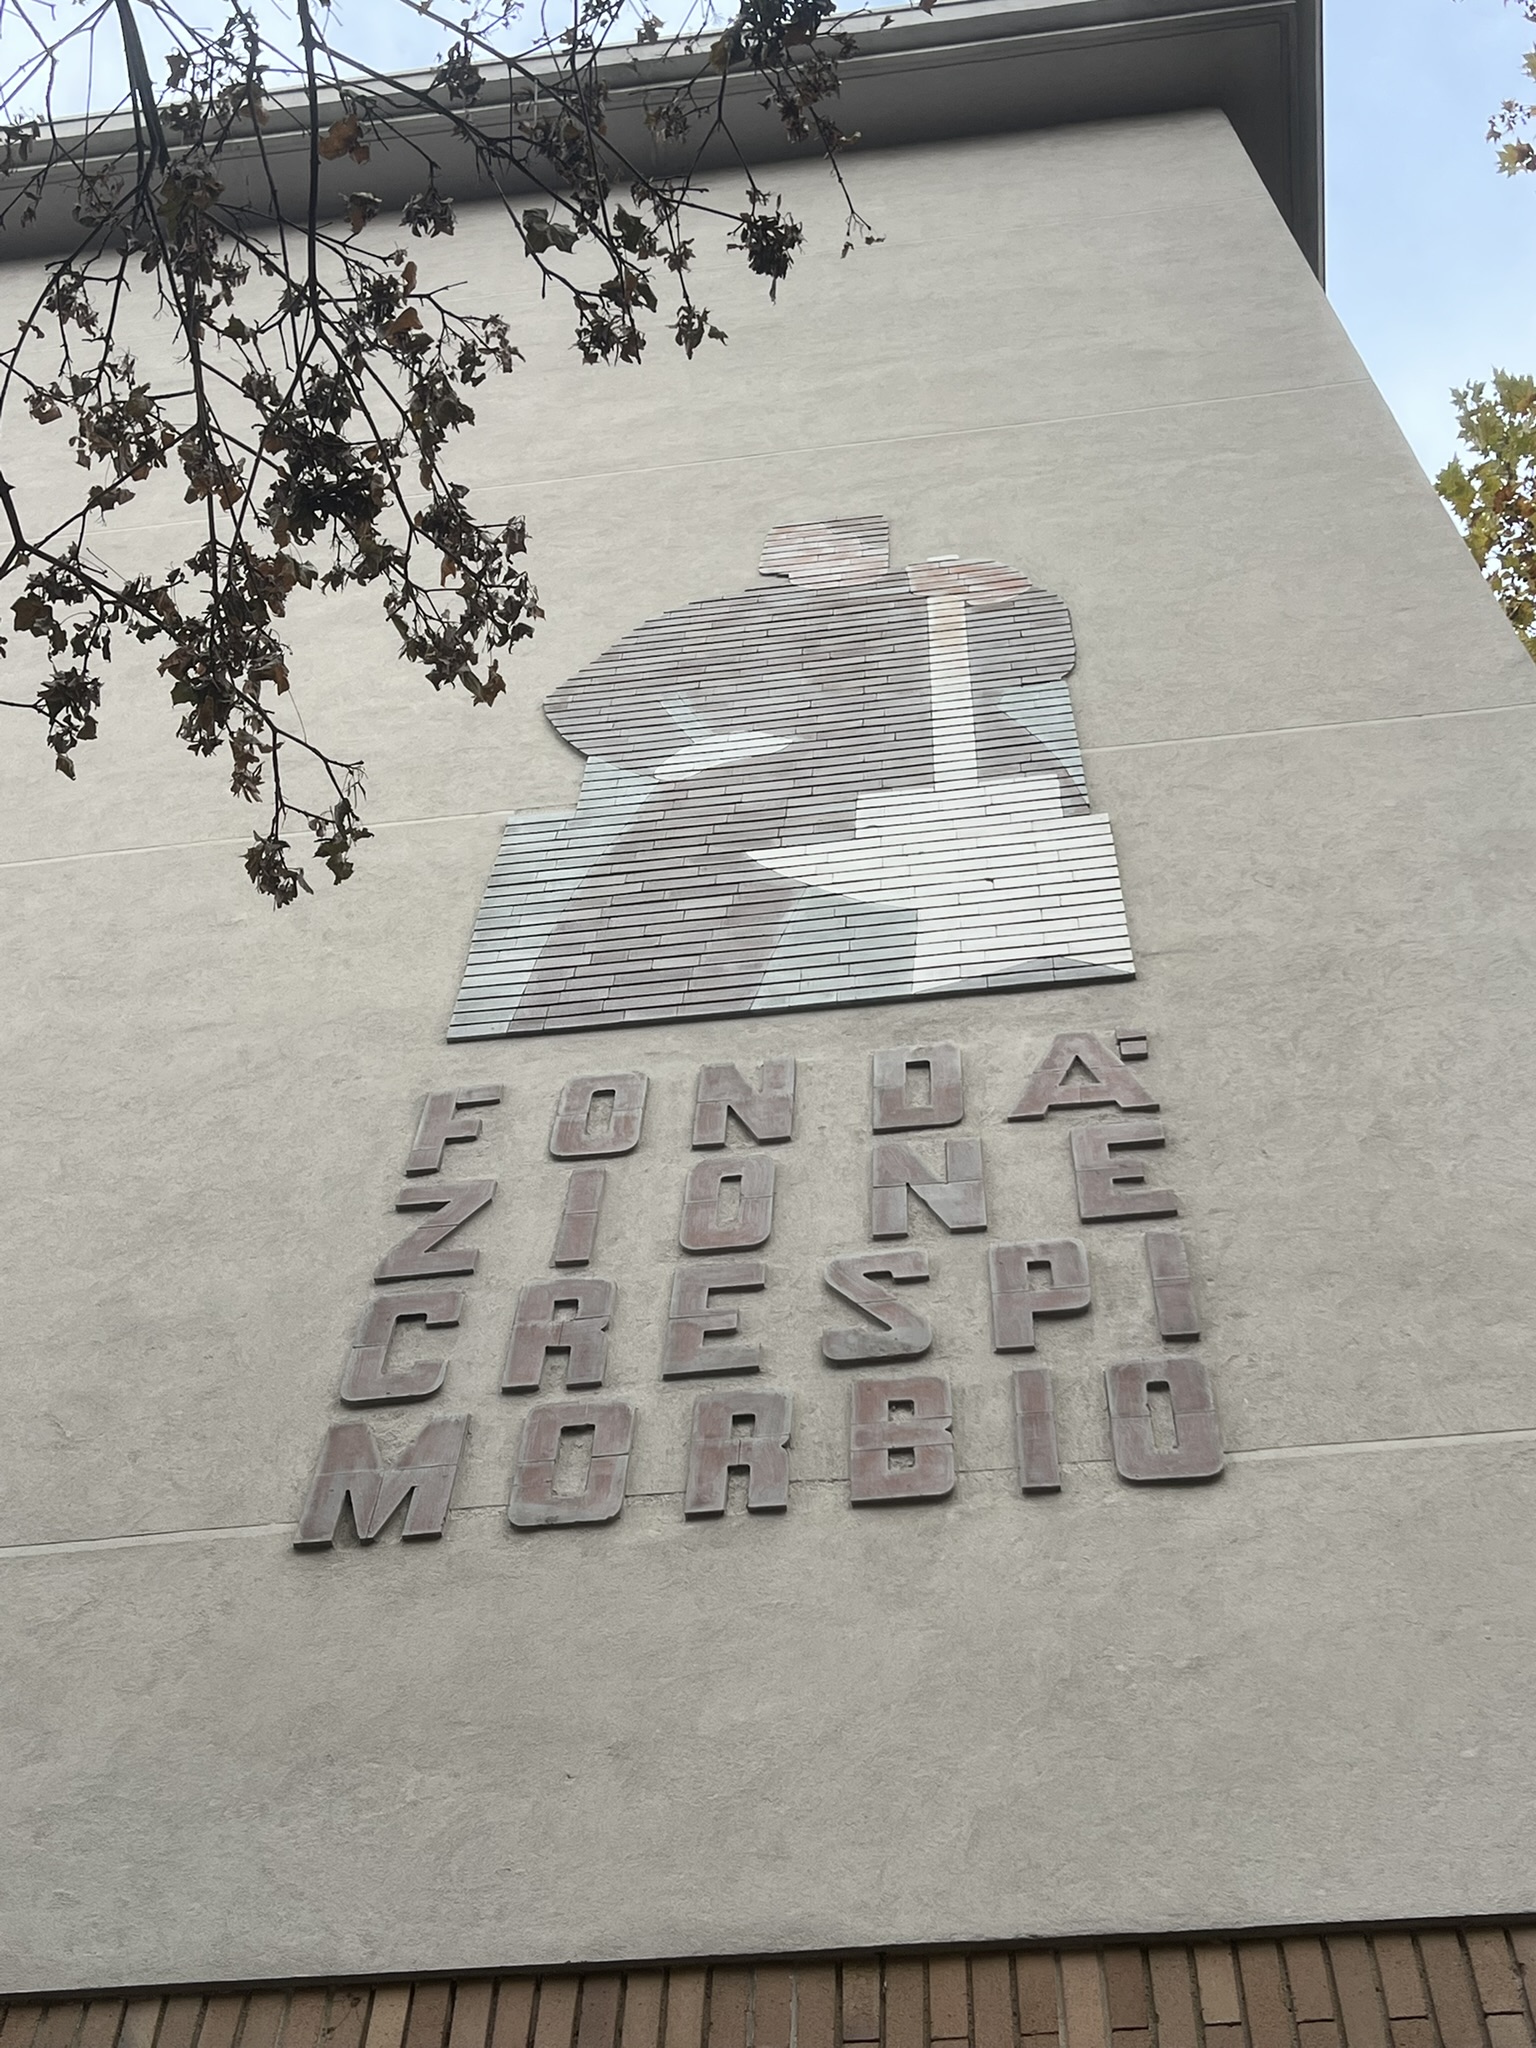 FONDA=
ZIONE
CRESPI
MORBIO